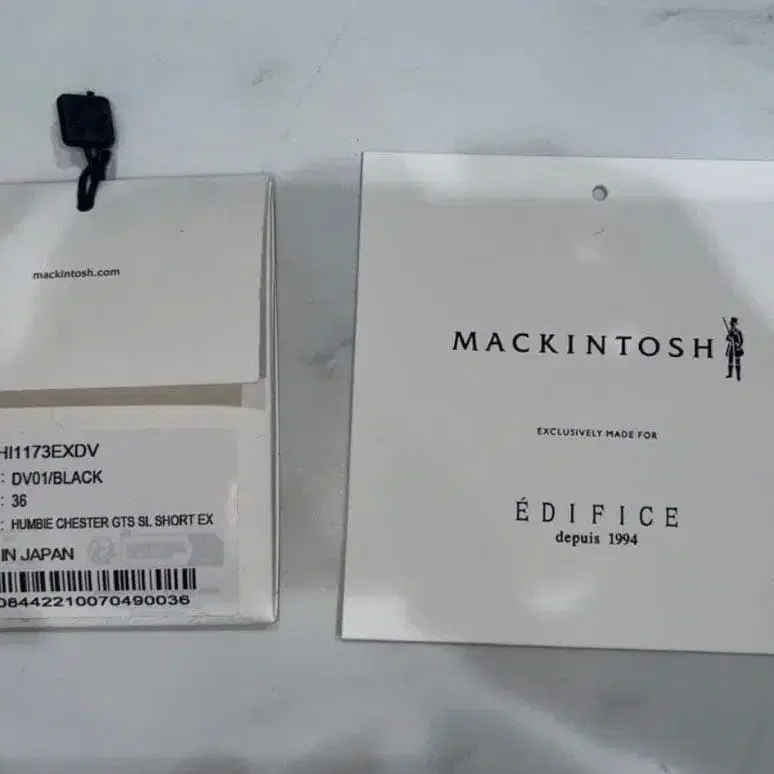 mackintosh.com
HI1173EXDV
: DV01/BLACK
: 36
: HUMBIE CHESTER GTS SL SHORT EX
IN JAPAN
08442210070490036
MACKINTOSH
EXCLUSIVELY MADE FOR
ÉDIFICE
depuis 1994